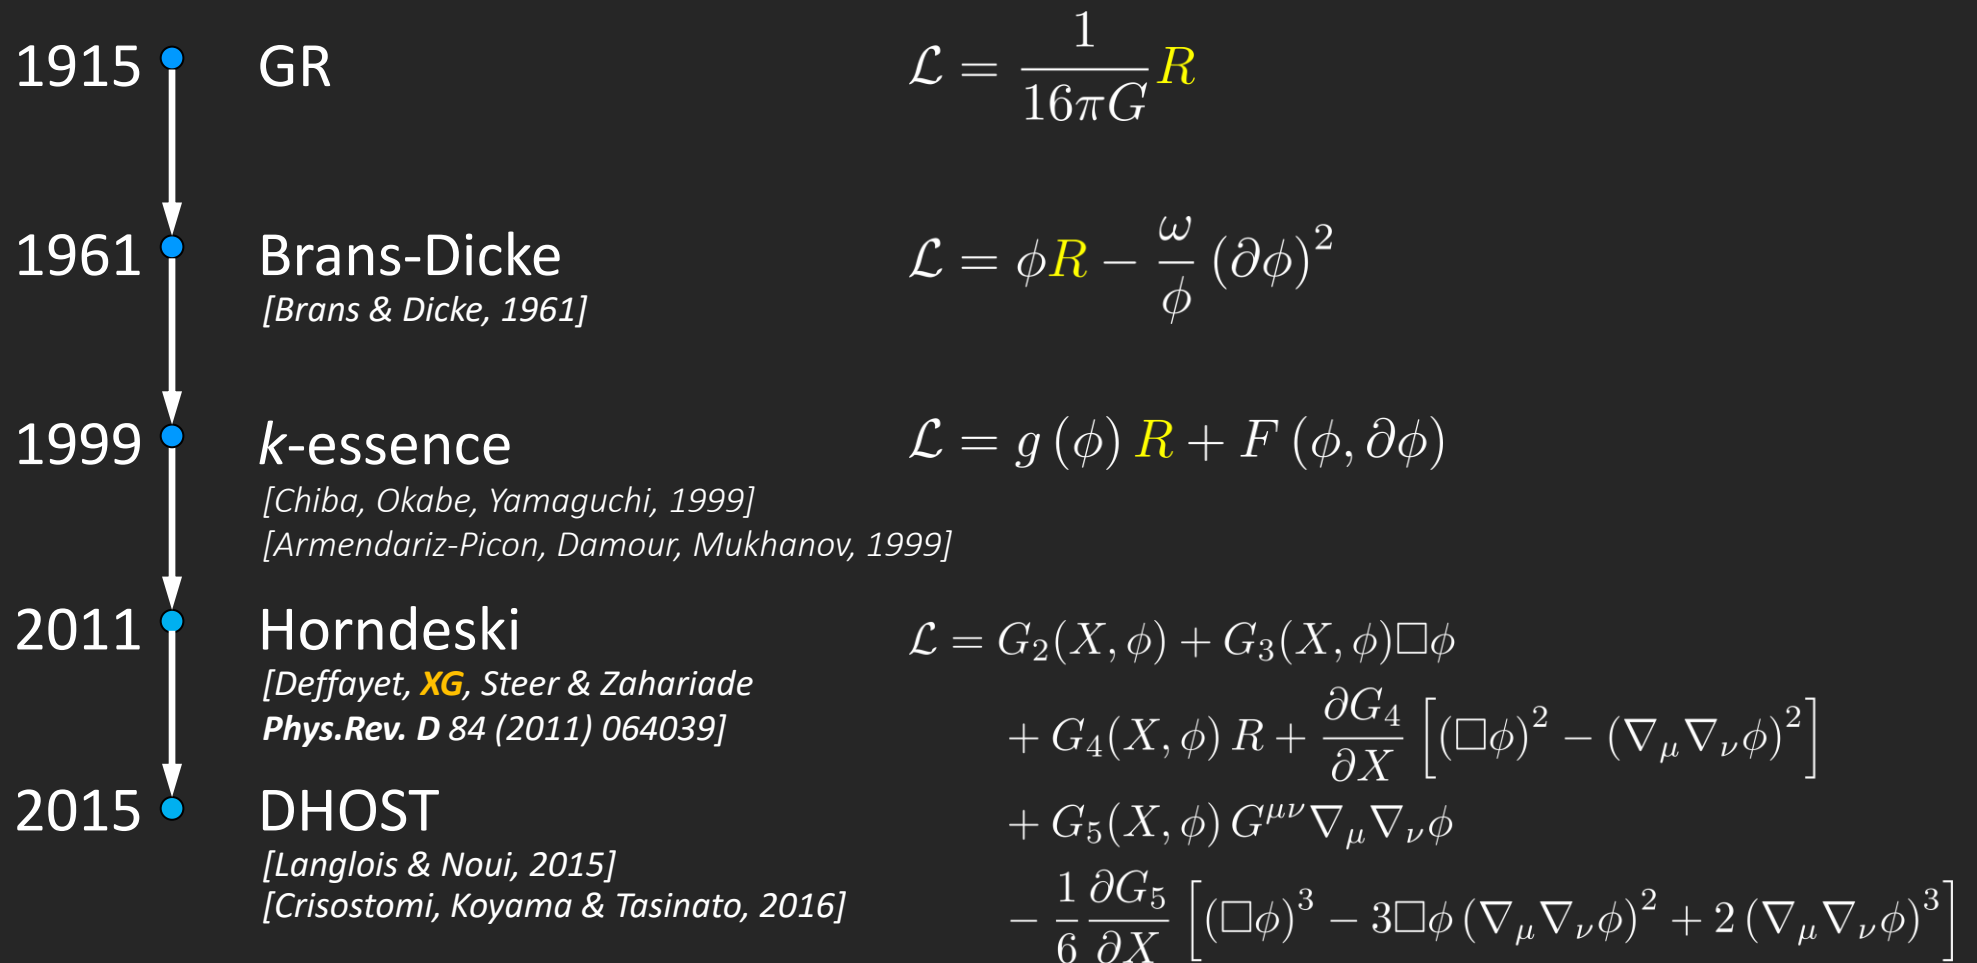 1915 GR ℒ = 1/(16πG) R
1961 Brans-Dicke ℒ = ϕR − ω/ϕ (∂ϕ)²
[Brans & Dicke, 1961]
1999 k-essence ℒ = g(ϕ) R + F(ϕ, ∂ϕ)
[Chiba, Okabe, Yamaguchi, 1999]
[Armendariz-Picon, Damour, Mukhanov, 1999]
2011 Horndeski ℒ = G₂(X, ϕ) + G₃(X, ϕ)□ϕ
[Deffayet, XG, Steer & Zahariade
Phys.Rev. D 84 (2011) 064039]
+ G₄(X, ϕ) R + ∂G₄/∂X [(□ϕ)² − (∇_μ∇_νϕ)²]
2015 DHOST + G₅(X, ϕ) G^{μν}∇_μ∇_νϕ
[Langlois & Noui, 2015]
[Crisostomi, Koyama & Tasinato, 2016]
− 1/6 ∂G₅/∂X [(□ϕ)³ − 3□ϕ(∇_μ∇_νϕ)² + 2(∇_μ∇_νϕ)³]